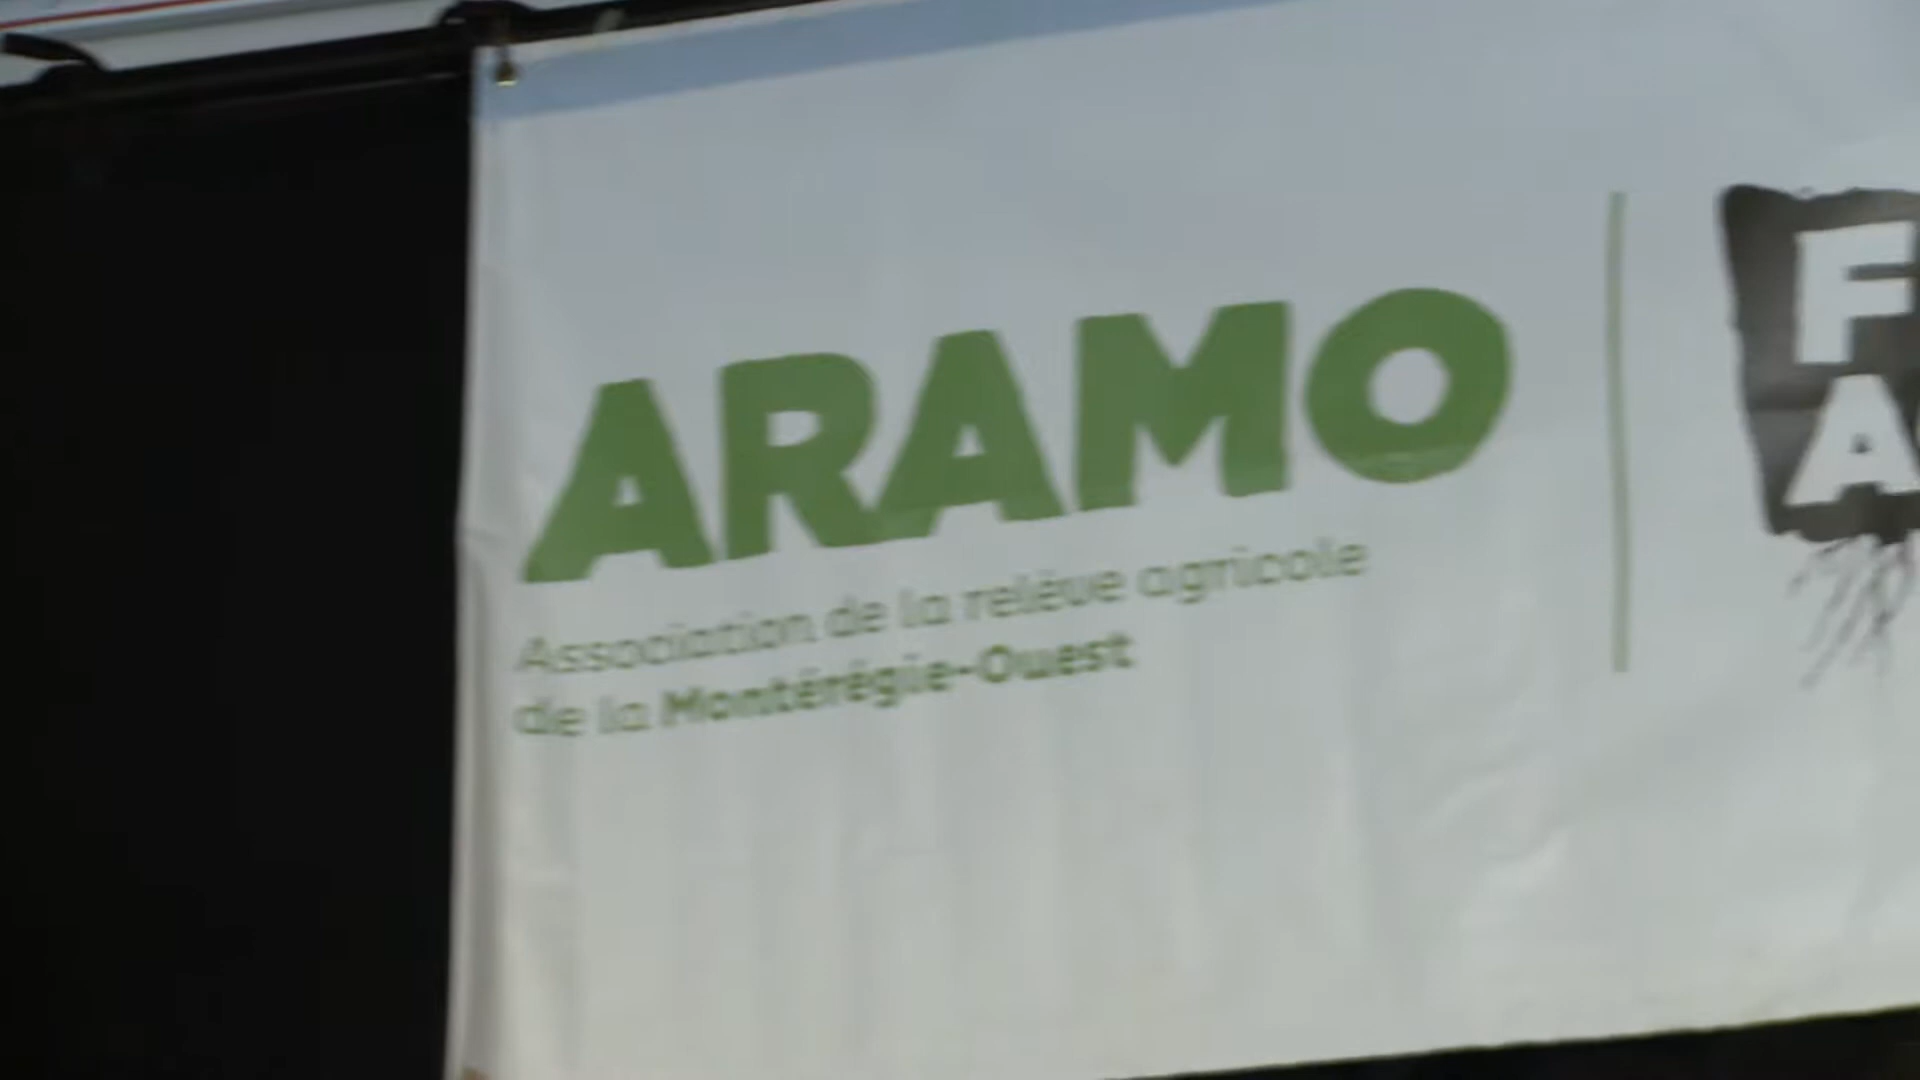 ARAMO
Association de la relève agricole
de la Montérégie-Ouest